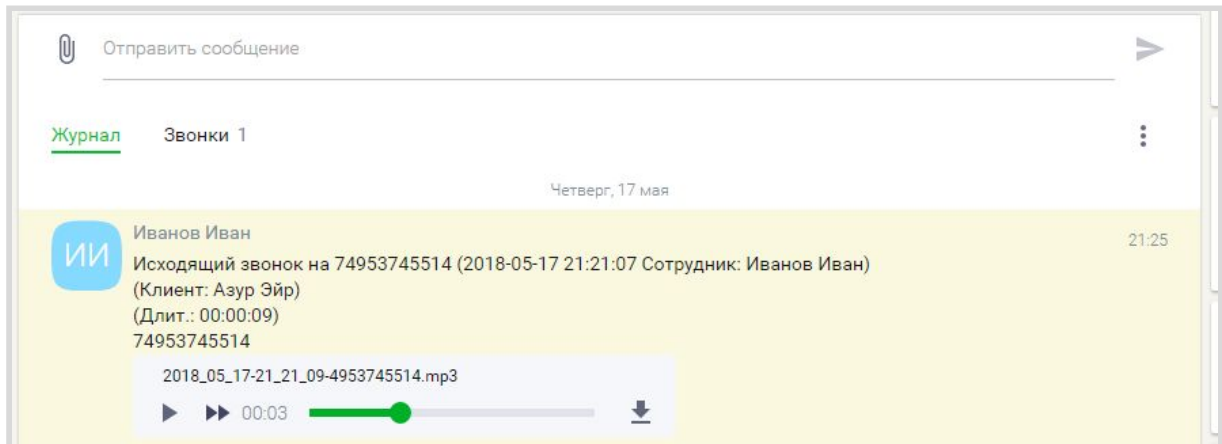 Отправить сообщение
Журнал Звонки 1
Четверг, 17 мая
Иванов Иван 21:25
ИИ
Исходящий звонок на 74953745514 (2018-05-17 21:21:07 Сотрудник: Иванов Иван)
(Клиент: Азур Эйр)
(Длит.: 00:00:09)
74953745514
2018_05_17-21_21_09-4953745514.mp3
00:03